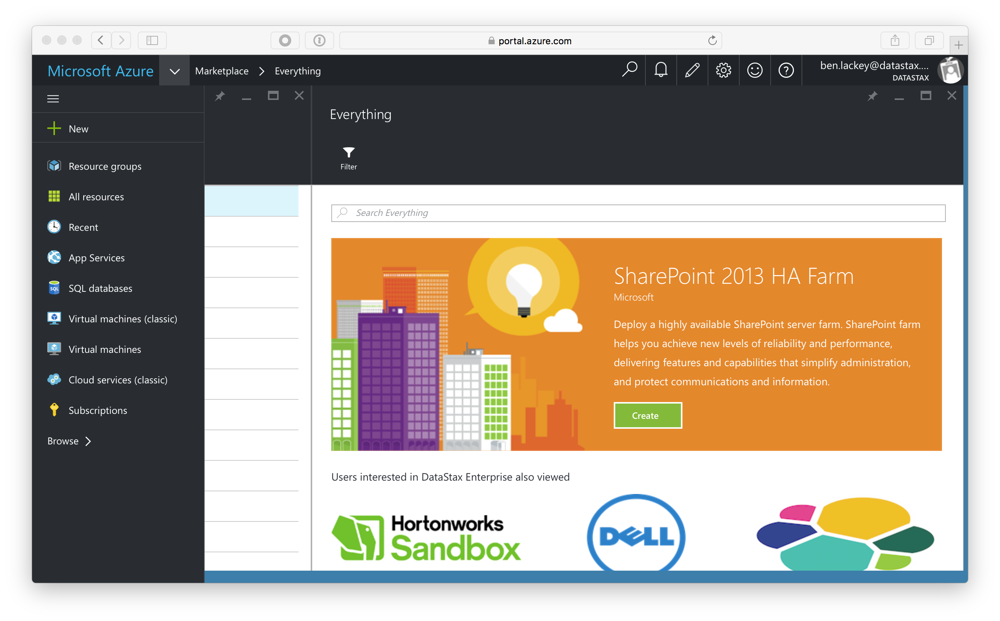 portal.azure.com
Microsoft Azure
Marketplace
Everything
ben.lackey@datastax....
DATASTAX
New
Resource groups
All resources
Recent
App Services
SQL
SQL databases
Virtual machines (classic)
Virtual machines
Cloud services (classic)
Subscriptions
Browse
Everything
Filter
Search Everything
SharePoint 2013 HA Farm
Microsoft
Deploy a highly available SharePoint server farm. SharePoint farm
helps you achieve new levels of reliability and performance,
delivering features and capabilities that simplify administration,
and protect communications and information.
Create
Users interested in DataStax Enterprise also viewed
Hortonworks
Sandbox
DELL